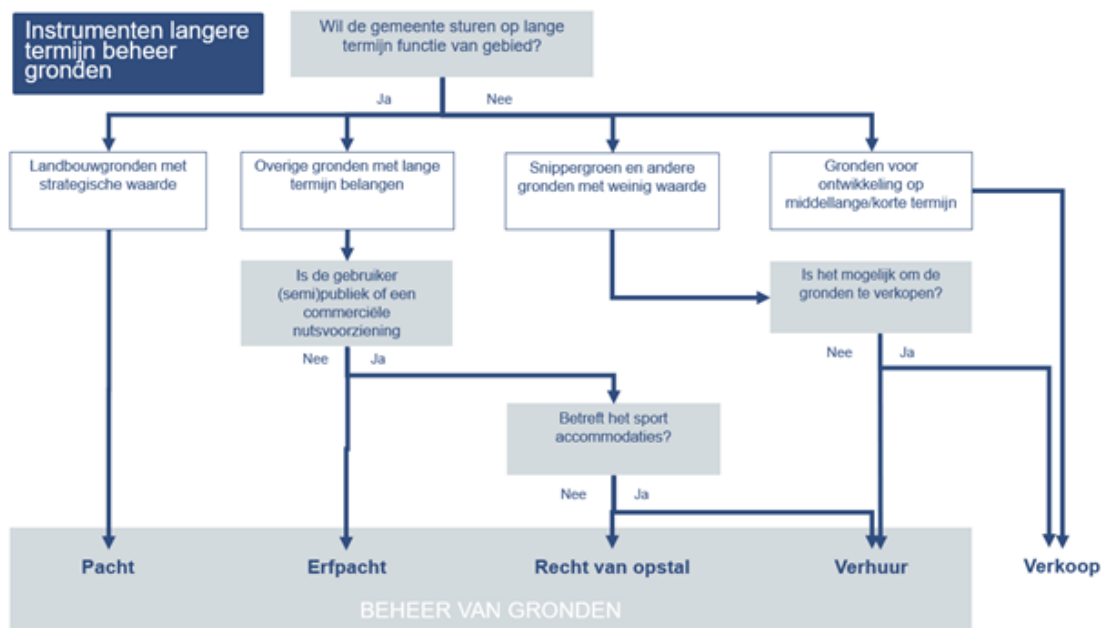 Instrumenten langere
termijn beheer
gronden
Wil de gemeente sturen op lange
termijn functie van gebied?
Ja
Nee
Landbouwgronden met
strategische waarde
Overige gronden met lange
termijn belangen
Snippergroen en andere
gronden met weinig waarde
Gronden voor
ontwikkeling op
middellange/korte termijn
Is de gebruiker
(semi)publiek of een
commerciële
nutsvoorziening
Is het mogelijk om de
gronden te verkopen?
Nee
Ja
Nee
Ja
Betreft het sport
accommodaties?
Nee
Ja
Pacht
Erfpacht
Recht van opstal
Verhuur
Verkoop
BEHEER VAN GRONDEN